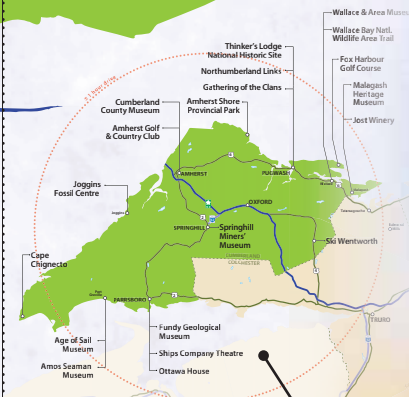 Wallace & Area Museum
Wallace Bay Natl.
Wildlife Area Trail
Thinker's Lodge
National Historic Site
Fox Harbour
Golf Course
Northumberland Links
Gathering of the Clans
Malagash
Heritage
Museum
Jost Winery
Cumberland
County Museum
Amherst Shore
Provincial Park
Amherst Golf
& Country Club
AMHERST
PUGWASH
Joggins
Fossil Centre
Joggins
OXFORD
Tatamagouche
SPRINGHILL
Springhill
Miners'
Museum
Ski Wentworth
Cape
Chignecto
CUMBERLAND
COLCHESTER
PARRSBORO
TRURO
Fundy Geological
Museum
Age of Sail
Museum
Ships Company Theatre
Amos Seaman
Museum
Ottawa House